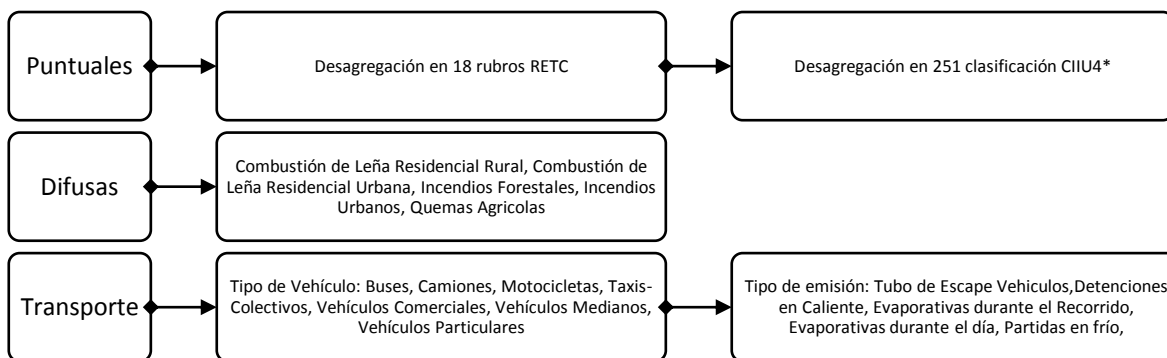 Puntuales
Desagregación en 18 rubros RETC
Desagregación en 251 clasificación CIIU4*
Difusas
Combustión de Leña Residencial Rural, Combustión de
Leña Residencial Urbana, Incendios Forestales, Incendios
Urbanos, Quemas Agricolas
Transporte
Tipo de Vehículo: Buses, Camiones, Motocicletas, Taxis-
Colectivos, Vehículos Comerciales, Vehículos Medianos,
Vehículos Particulares
Tipo de emisión: Tubo de Escape Vehiculos,Detenciones
en Caliente, Evaporativas durante el Recorrido,
Evaporativas durante el día, Partidas en frío,